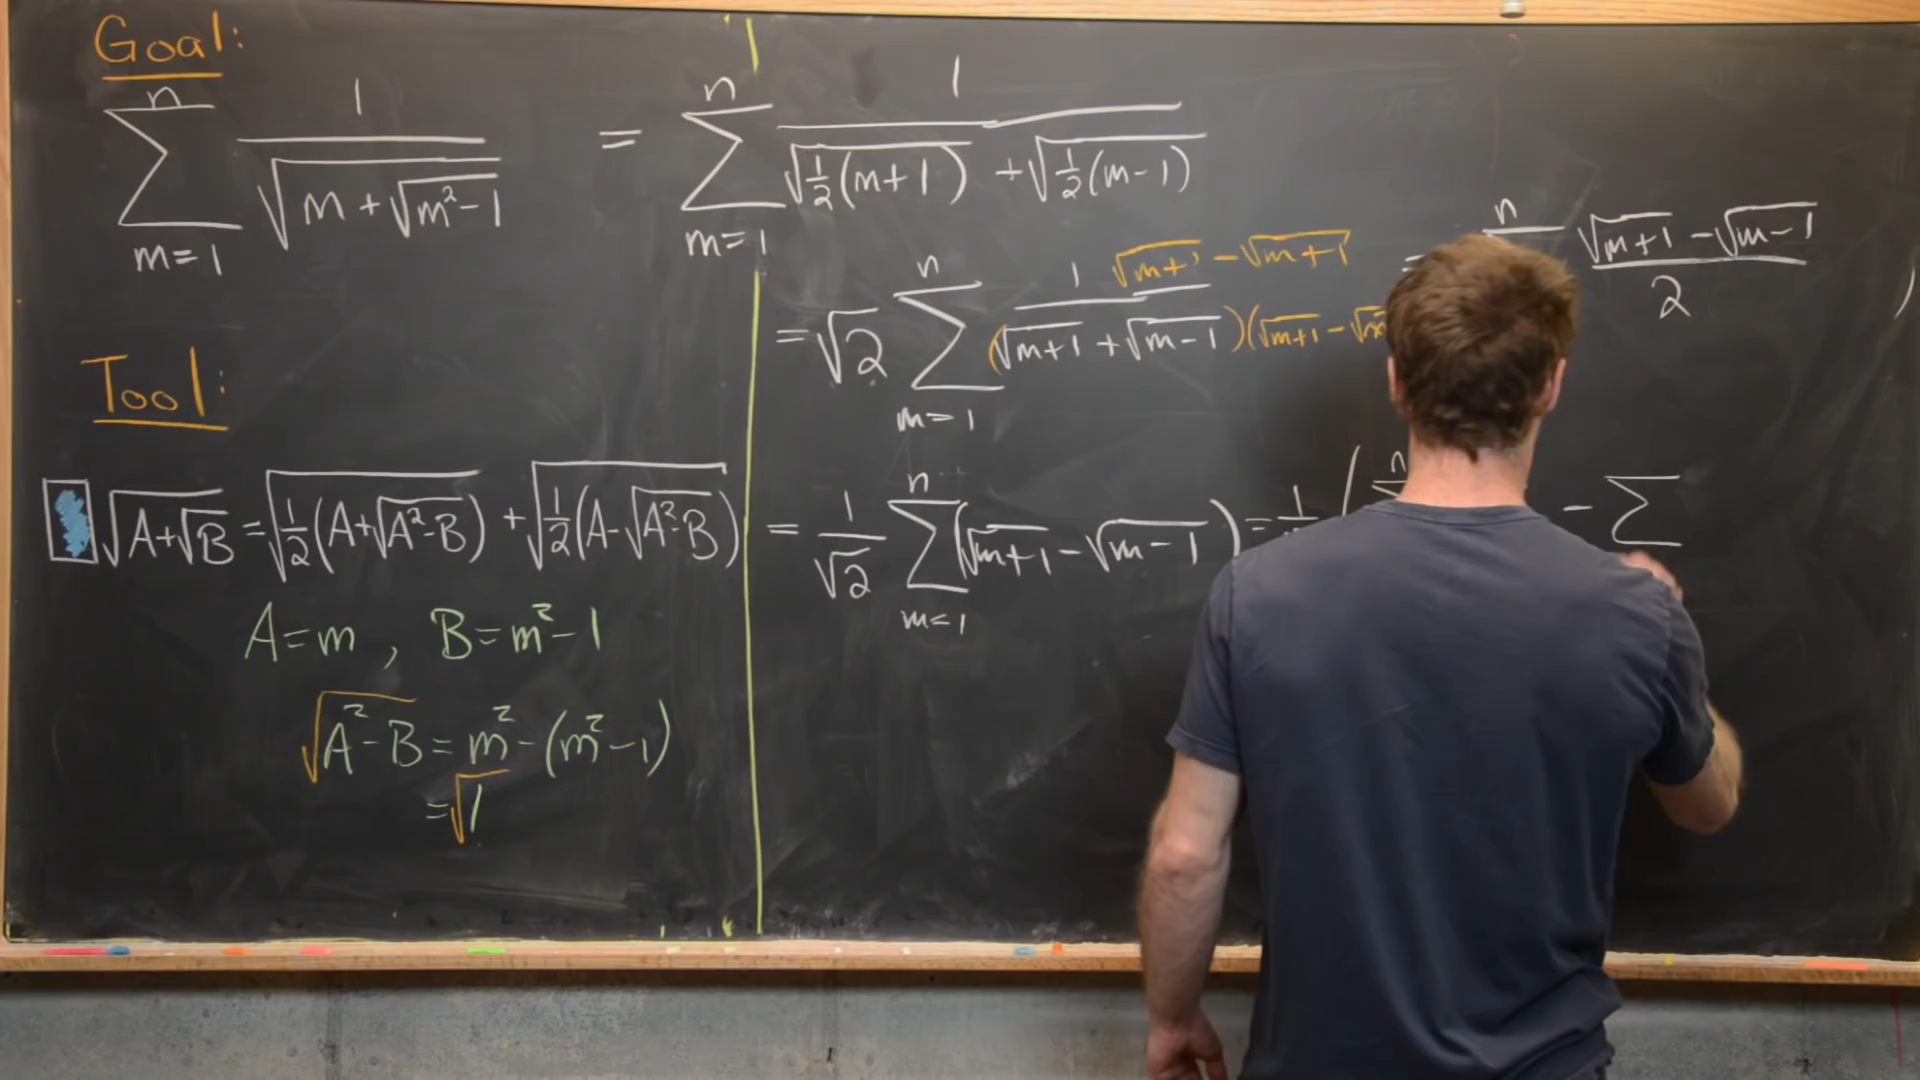 Goal:
∑_{m=1}^{n} 1/√(m + √(m²-1)) = ∑_{m=1}^{n} 1/(√(½(m+1)) + √(½(m-1)))
= √2 ∑_{m=1}^{n} 1/((√(m+1) + √(m-1)) (√(m+1) - √ √(m+1) - √(m+1)
n (√(m+1) - √(m-1))/2 )
Tool:
√(A+√B) = √(½(A+√(A²-B))) + √(½(A-√(A²-B)))
= 1/√2 ∑_{m=1}^{n} (√(m+1) - √(m-1)) = 1/ ( n - ∑
A=m , B=m²-1
√(A²-B) = m²-(m²-1)
= √1